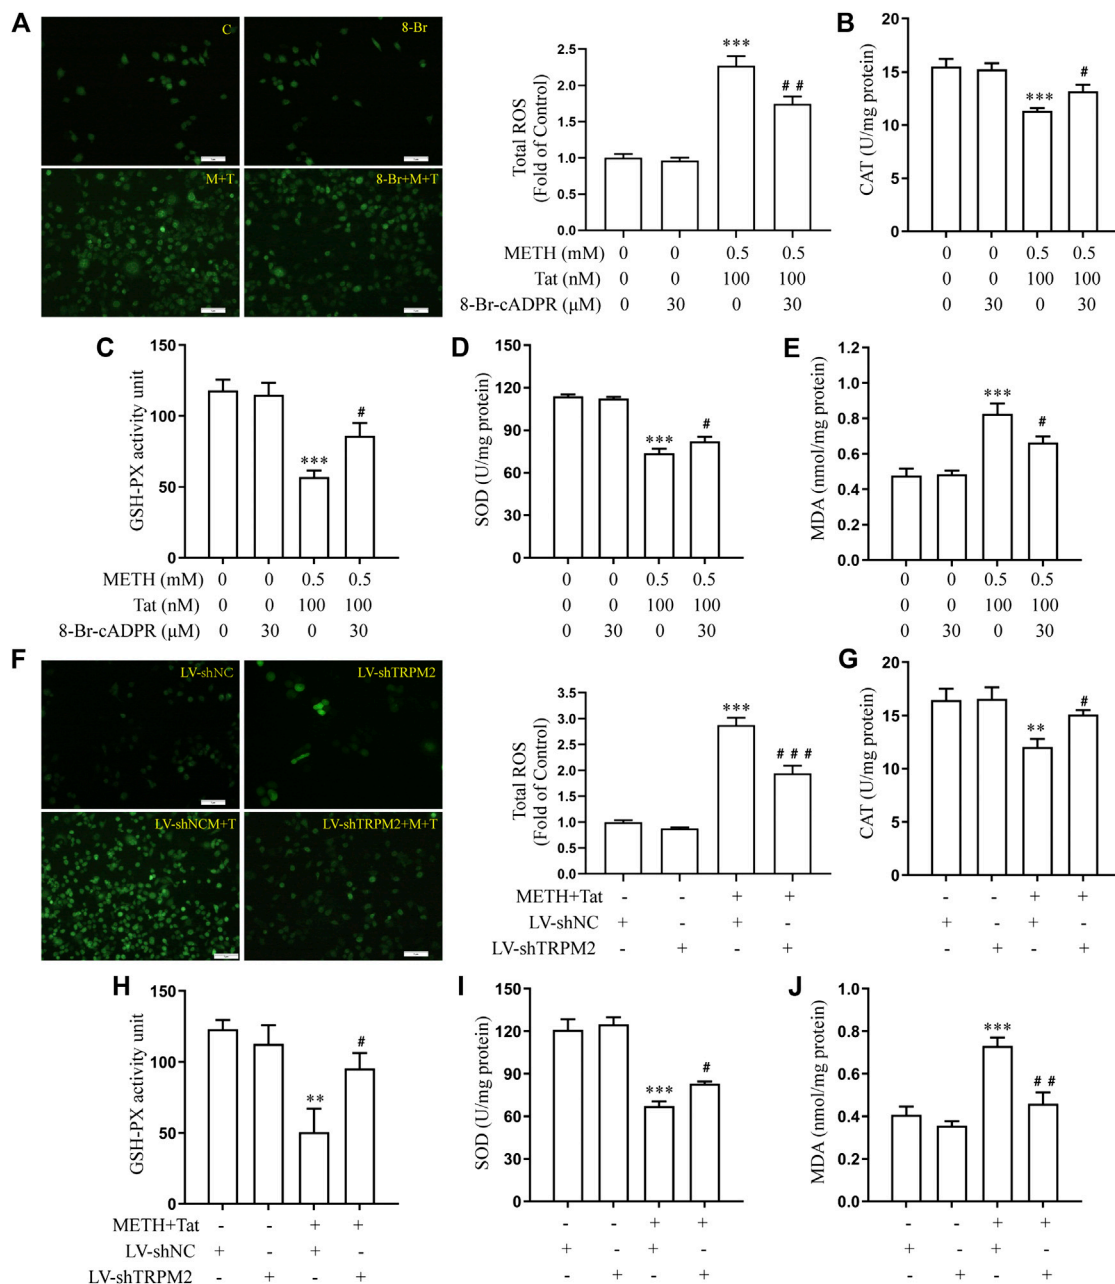 A
C
8-Br
M+T
8-Br+M+T
Total ROS
(Fold of Control)
2.5
2.0
1.5
1.0
0.5
0.0
***
# #
METH (mM) 0 0 0.5 0.5
Tat (nM) 0 0 100 100
8-Br-cADPR (μM) 0 30 0 30
B
CAT (U/mg protein)
20
15
10
5
0
***
#
0 0 0.5 0.5
0 0 100 100
0 30 0 30
C
GSH-PX activity unit
150
100
50
0
***
#
METH (mM) 0 0 0.5 0.5
Tat (nM) 0 0 100 100
8-Br-cADPR (μM) 0 30 0 30
D
SOD (U/mg protein)
150
120
90
60
30
0
***
#
0 0 0.5 0.5
0 0 100 100
0 30 0 30
E
MDA (nmol/mg protein)
1.2
1.0
0.8
0.6
0.4
0.2
0.0
***
#
0 0 0.5 0.5
0 0 100 100
0 30 0 30
F
LV-shNC
LV-shTRPM2
LV-shNCM+T
LV-shTRPM2+M+T
Total ROS
(Fold of Control)
3.5
3.0
2.5
2.0
1.5
1.0
0.5
0.0
***
# # #
METH+Tat - - + +
LV-shNC + - + -
LV-shTRPM2 - + - +
G
CAT (U/mg protein)
20
15
10
5
0
**
#
- - + +
+ - + -
- + - +
H
GSH-PX activity unit
150
100
50
0
**
#
METH+Tat - - + +
LV-shNC + - + -
LV-shTRPM2 - + - +
I
SOD (U/mg protein)
150
120
90
60
30
0
***
#
- - + +
+ - + -
- + - +
J
MDA (nmol/mg protein)
1.0
0.8
0.6
0.4
0.2
0.0
***
# #
- - + +
+ - + -
- + - +